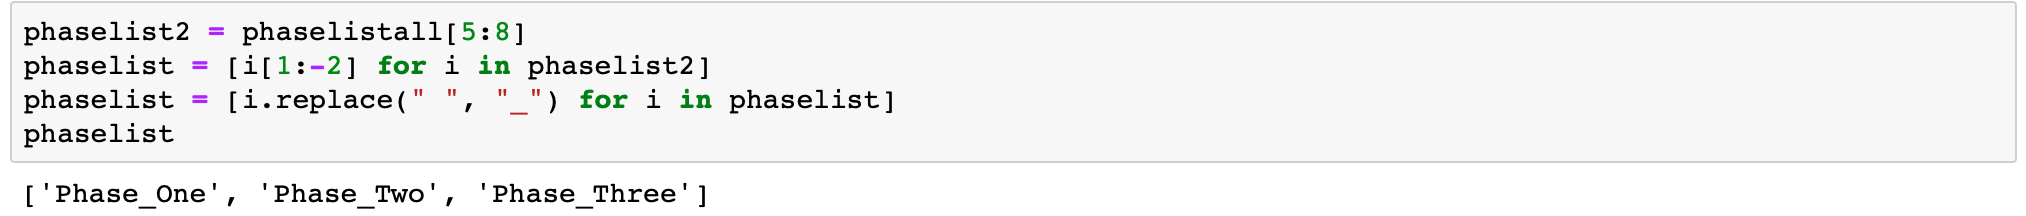 phaselist2 = phaselistall[5:8]
phaselist = [i[1:-2] for i in phaselist2]
phaselist = [i.replace(" ", "_") for i in phaselist]
phaselist
['Phase_One', 'Phase_Two', 'Phase_Three']